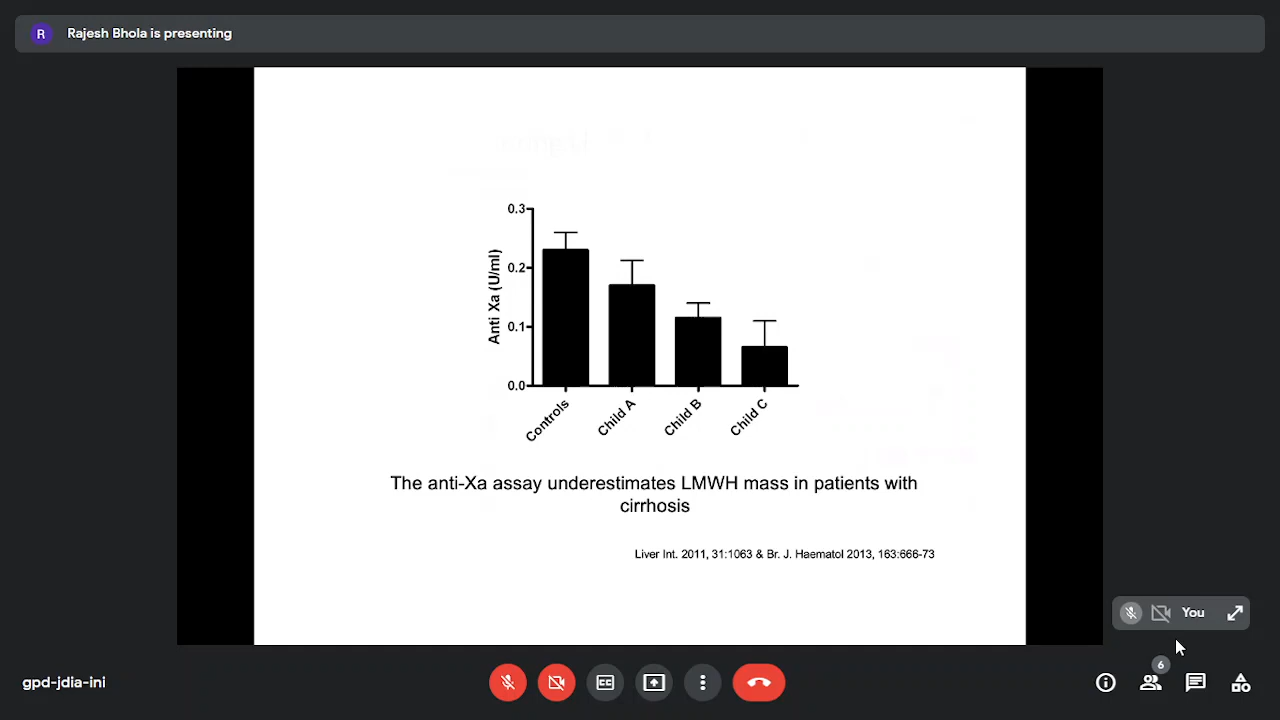 R
Rajesh Bhola is presenting
0.3
0.2
0.1
0.0
Anti Xa (U/ml)
Controls
Child A
Child B
Child C
The anti-Xa assay underestimates LMWH mass in patients with
cirrhosis
Liver Int. 2011, 31:1063 & Br. J. Haematol 2013, 163:666-73
You
gpd-jdia-ini
CC
6